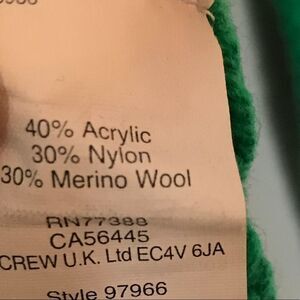 40% Acrylic
30% Nylon
30% Merino Wool
RN77388
CA56445
CREW U.K. Ltd EC4V 6JA
Style 97966